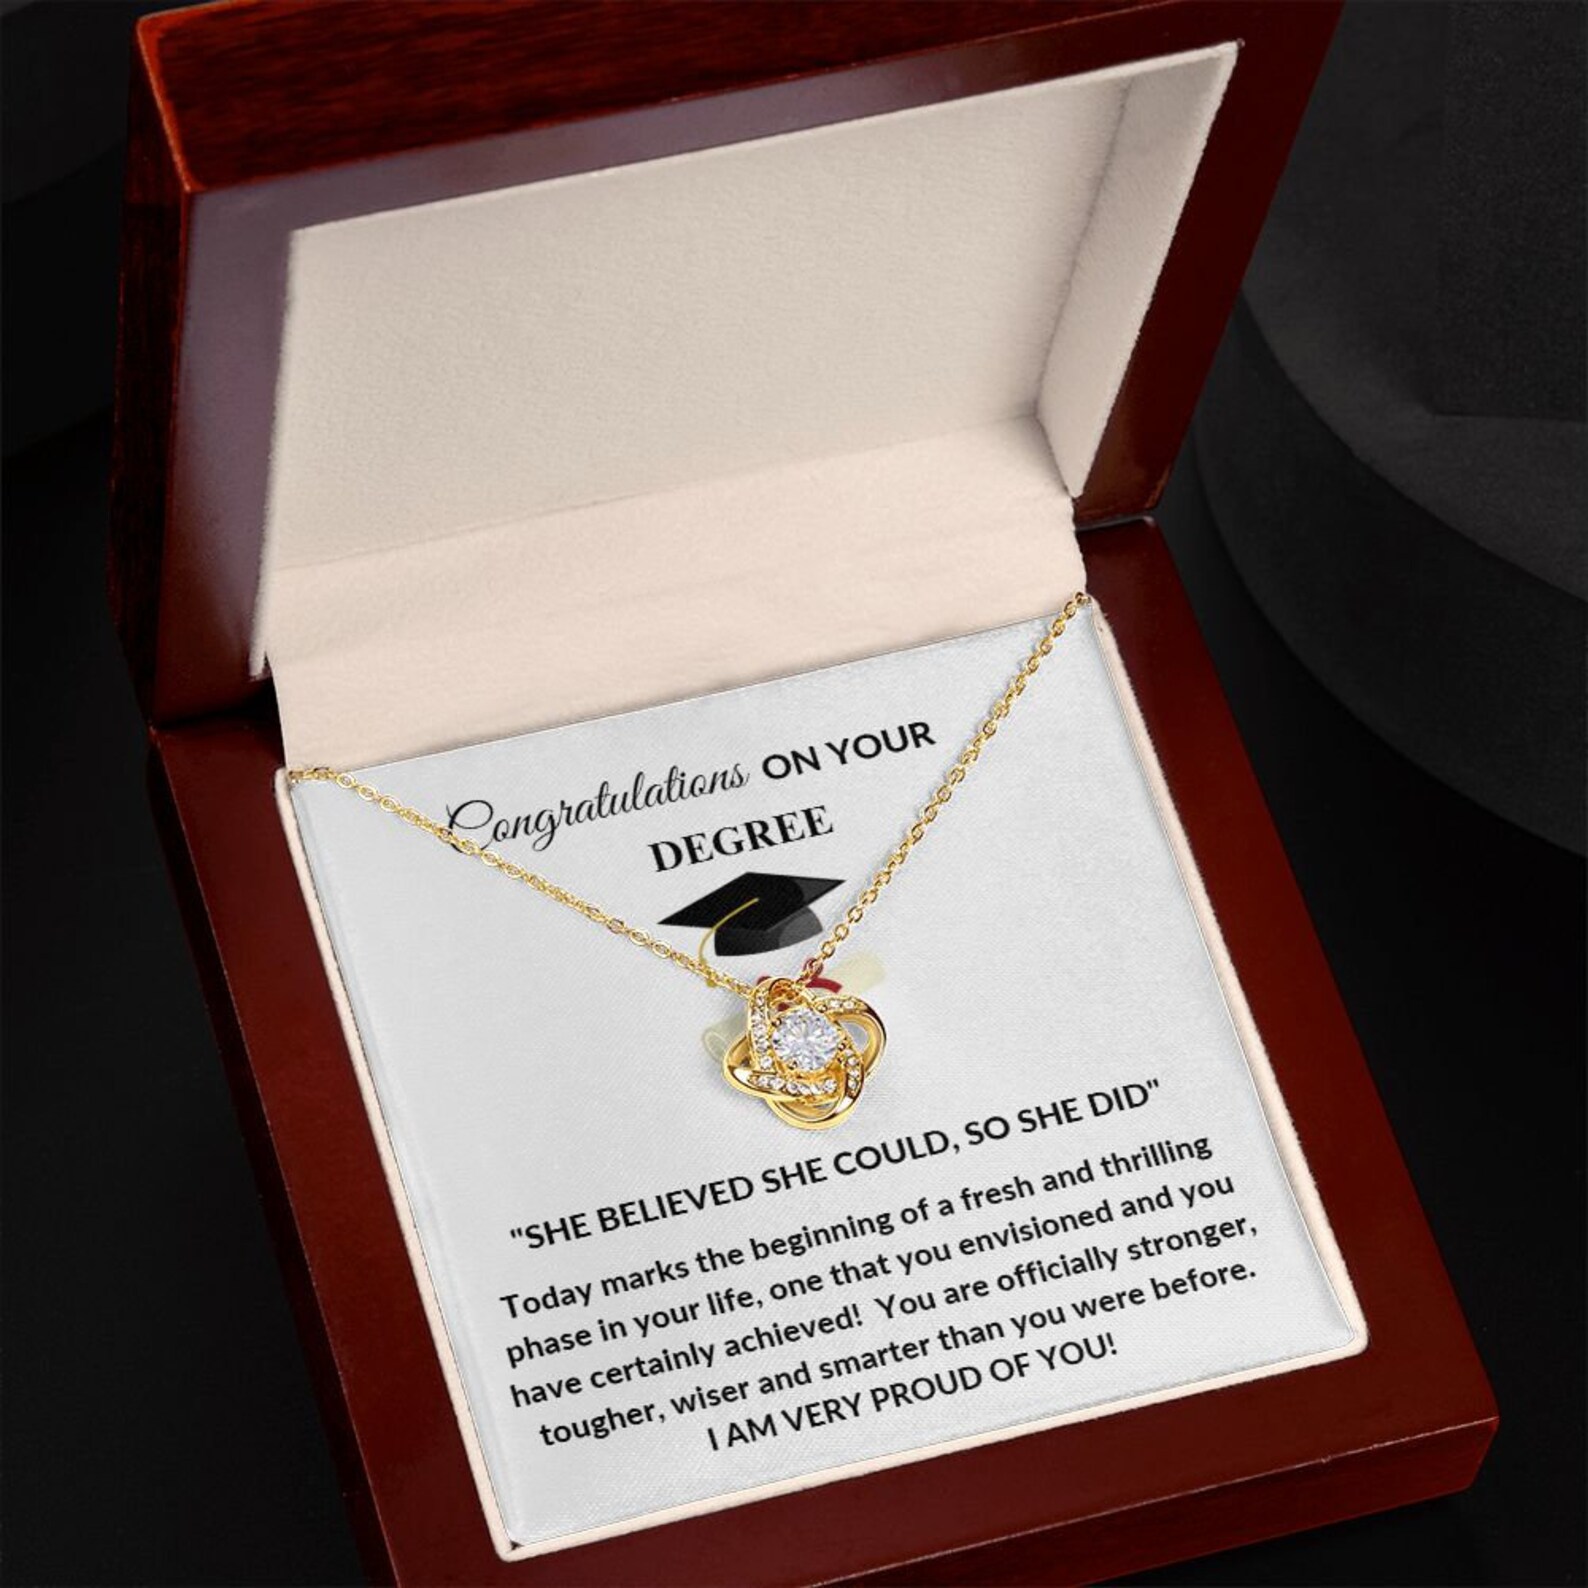 Congratulations ON YOUR
DEGREE
"SHE BELIEVED SHE COULD, SO SHE DID"
Today marks the beginning of a fresh and thrilling
phase in your life, one that you envisioned and you
have certainly achieved! You are officially stronger,
tougher, wiser and smarter than you were before.
I AM VERY PROUD OF YOU!